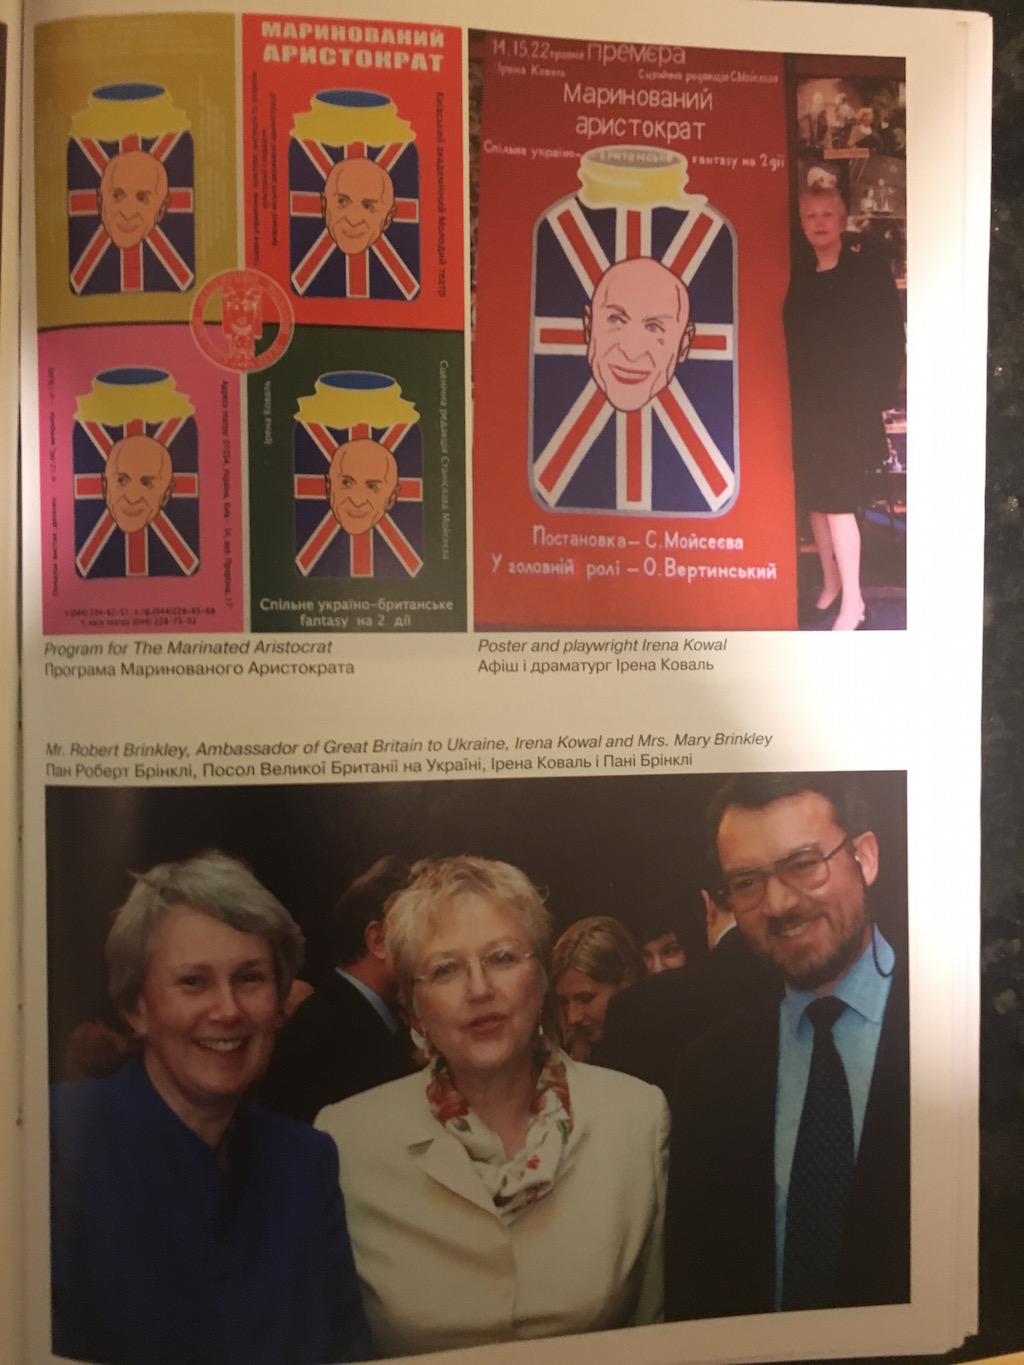 МАРИНОВАНИЙ
АРИСТОКРАТ
Київський академічний Молодий театр
Ірена Коваль
Сценічна редакція Станіслава Мойсеєва
Спільне україно-британське
fantasy на 2 дії
14.15.22 травня Премєра
Ірена Коваль Сценічна редакція С.Мойсеєва
Маринований
аристократ
Спільне україно-британське fantasy на 2 дії
Постановка – С. Мойсеєва
У головній ролі – О. Вертинський
Program for The Marinated Aristocrat
Програма Маринованого Аристократа
Poster and playwright Irena Kowal
Афіш і драматург Ірена Коваль
Mr. Robert Brinkley, Ambassador of Great Britain to Ukraine, Irena Kowal and Mrs. Mary Brinkley
Пан Роберт Брінклі, Посол Великої Британії на Україні, Ірена Коваль і Пані Брінклі